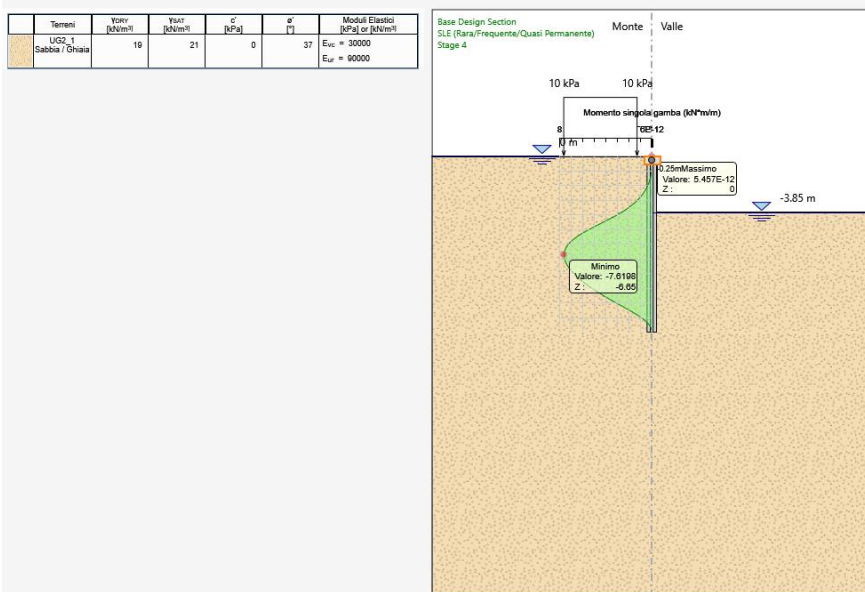 Terreni γDRY [kN/m³] γSAT [kN/m³] c' [kPa] ø' [°] Moduli Elastici [kPa] or [kN/m³]
UG2_1 Sabbia / Ghiaia 19 21 0 37 Evc = 30000
Eur = 90000
Base Design Section
SLE (Rara/Frequente/Quasi Permanente)
Stage 4
Monte Valle
10 kPa 10 kPa
Momento singola gamba (kN*m/m)
8
0 m
-0.25m
Massimo
Valore: 5.457E-12
Z : 0
-3.85 m
Minimo
Valore: -7.6198
Z : -6.65